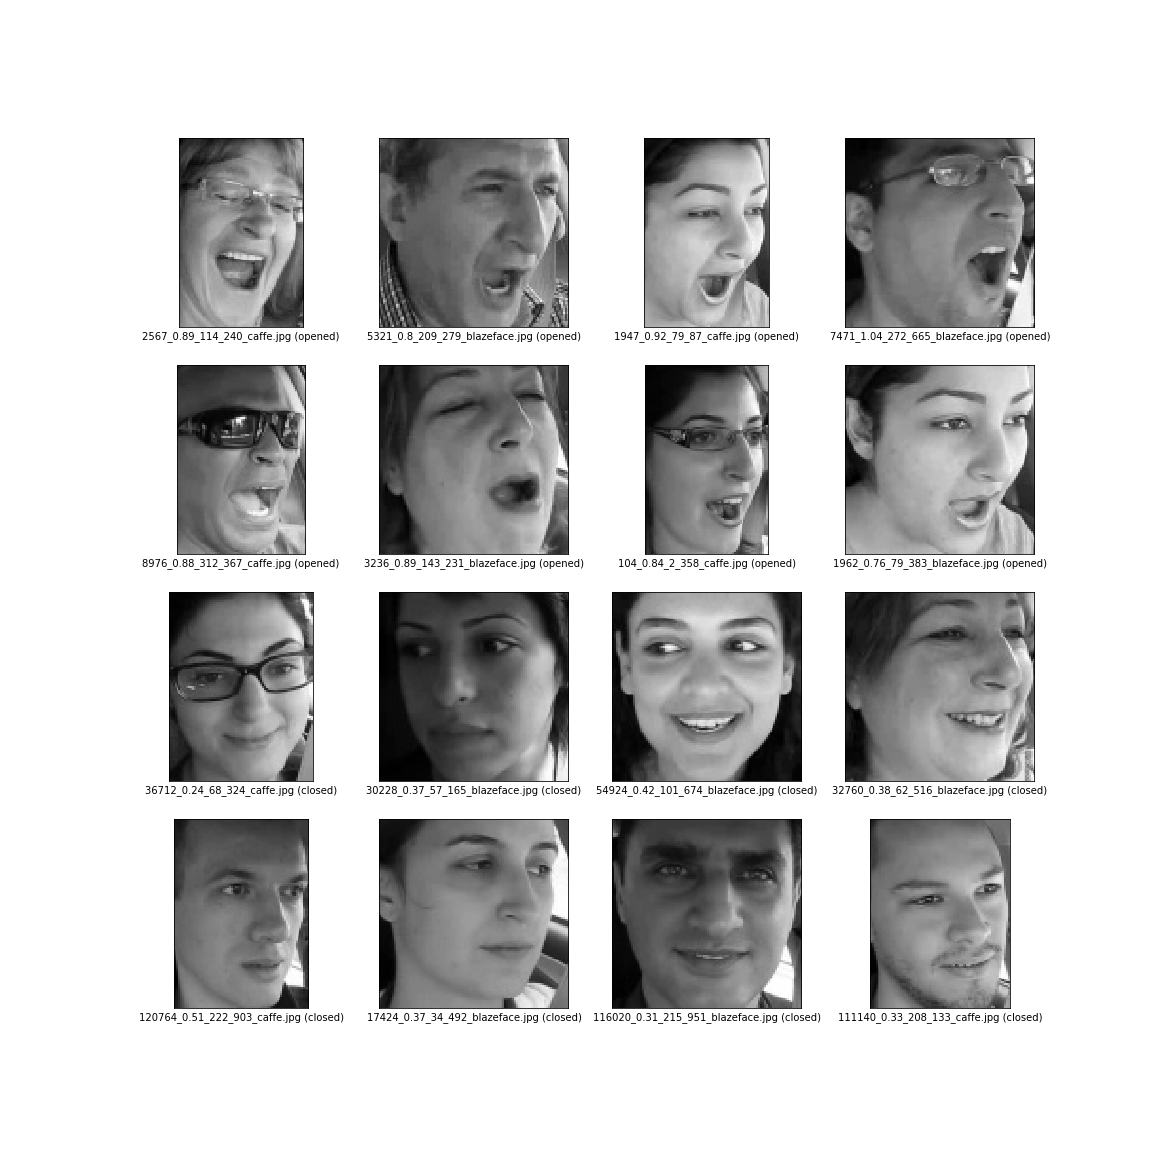 2567_0.89_114_240_caffe.jpg (opened)
5321_0.8_209_279_blazeface.jpg (opened)
1947_0.92_79_87_caffe.jpg (opened)
7471_1.04_272_665_blazeface.jpg (opened)
8976_0.88_312_367_caffe.jpg (opened)
3236_0.89_143_231_blazeface.jpg (opened)
104_0.84_2_358_caffe.jpg (opened)
1962_0.76_79_383_blazeface.jpg (opened)
36712_0.24_68_324_caffe.jpg (closed)
30228_0.37_57_165_blazeface.jpg (closed)
54924_0.42_101_674_blazeface.jpg (closed)
32760_0.38_62_516_blazeface.jpg (closed)
120764_0.51_222_903_caffe.jpg (closed)
17424_0.37_34_492_blazeface.jpg (closed)
116020_0.31_215_951_blazeface.jpg (closed)
111140_0.33_208_133_caffe.jpg (closed)